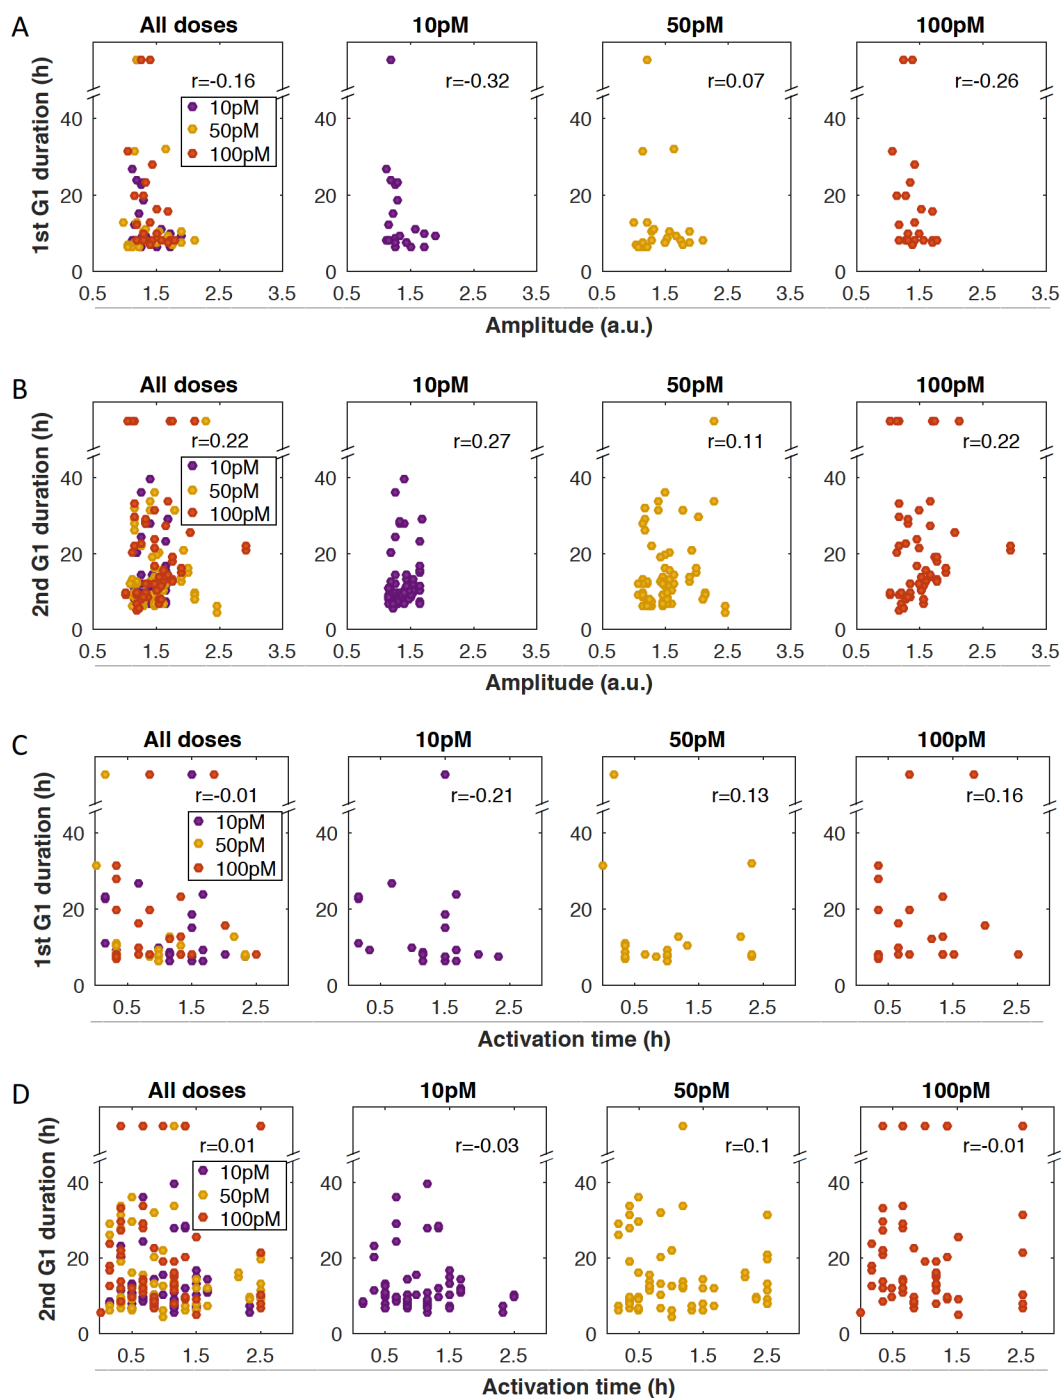 A
All doses
10pM
50pM
100pM
1st G1 duration (h)
40
20
0
r=-0.16
10pM
50pM
100pM
r=-0.32
40
20
0
r=0.07
40
20
0
r=-0.26
40
20
0
0.5 1.5 2.5 3.5
0.5 1.5 2.5 3.5
0.5 1.5 2.5 3.5
0.5 1.5 2.5 3.5
Amplitude (a.u.)
B
All doses
10pM
50pM
100pM
2nd G1 duration (h)
40
20
0
r=0.22
10pM
50pM
100pM
r=0.27
40
20
0
r=0.11
40
20
0
r=0.22
40
20
0
0.5 1.5 2.5 3.5
0.5 1.5 2.5 3.5
0.5 1.5 2.5 3.5
0.5 1.5 2.5 3.5
Amplitude (a.u.)
C
All doses
10pM
50pM
100pM
1st G1 duration (h)
40
20
0
r=-0.01
10pM
50pM
100pM
r=-0.21
40
20
0
r=0.13
40
20
0
r=0.16
40
20
0
0.5 1.5 2.5
0.5 1.5 2.5
0.5 1.5 2.5
0.5 1.5 2.5
Activation time (h)
D
All doses
10pM
50pM
100pM
2nd G1 duration (h)
40
20
0
r=0.01
10pM
50pM
100pM
r=-0.03
40
20
0
r=0.1
40
20
0
r=-0.01
40
20
0
0.5 1.5 2.5
0.5 1.5 2.5
0.5 1.5 2.5
0.5 1.5 2.5
Activation time (h)